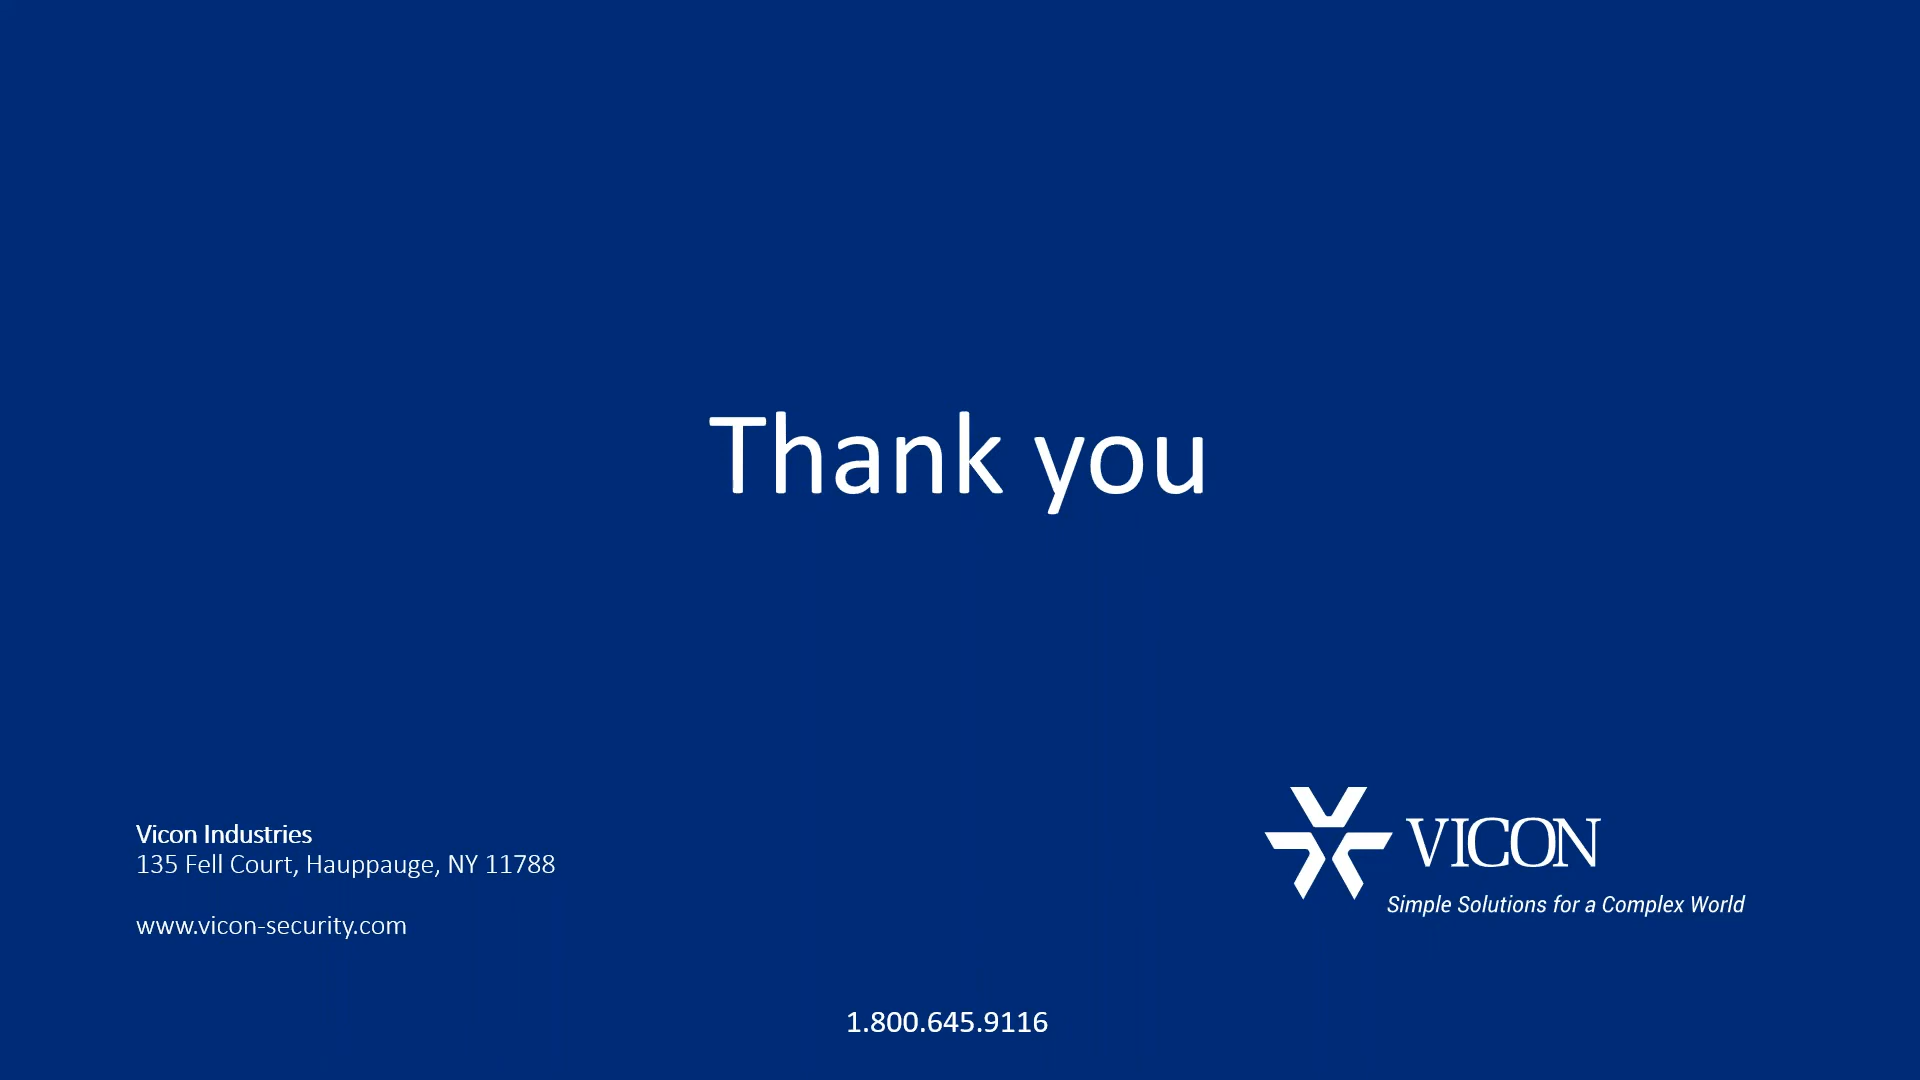 Thank you
Vicon Industries
135 Fell Court, Hauppauge, NY 11788
www.vicon-security.com
VICON
Simple Solutions for a Complex World
1.800.645.9116